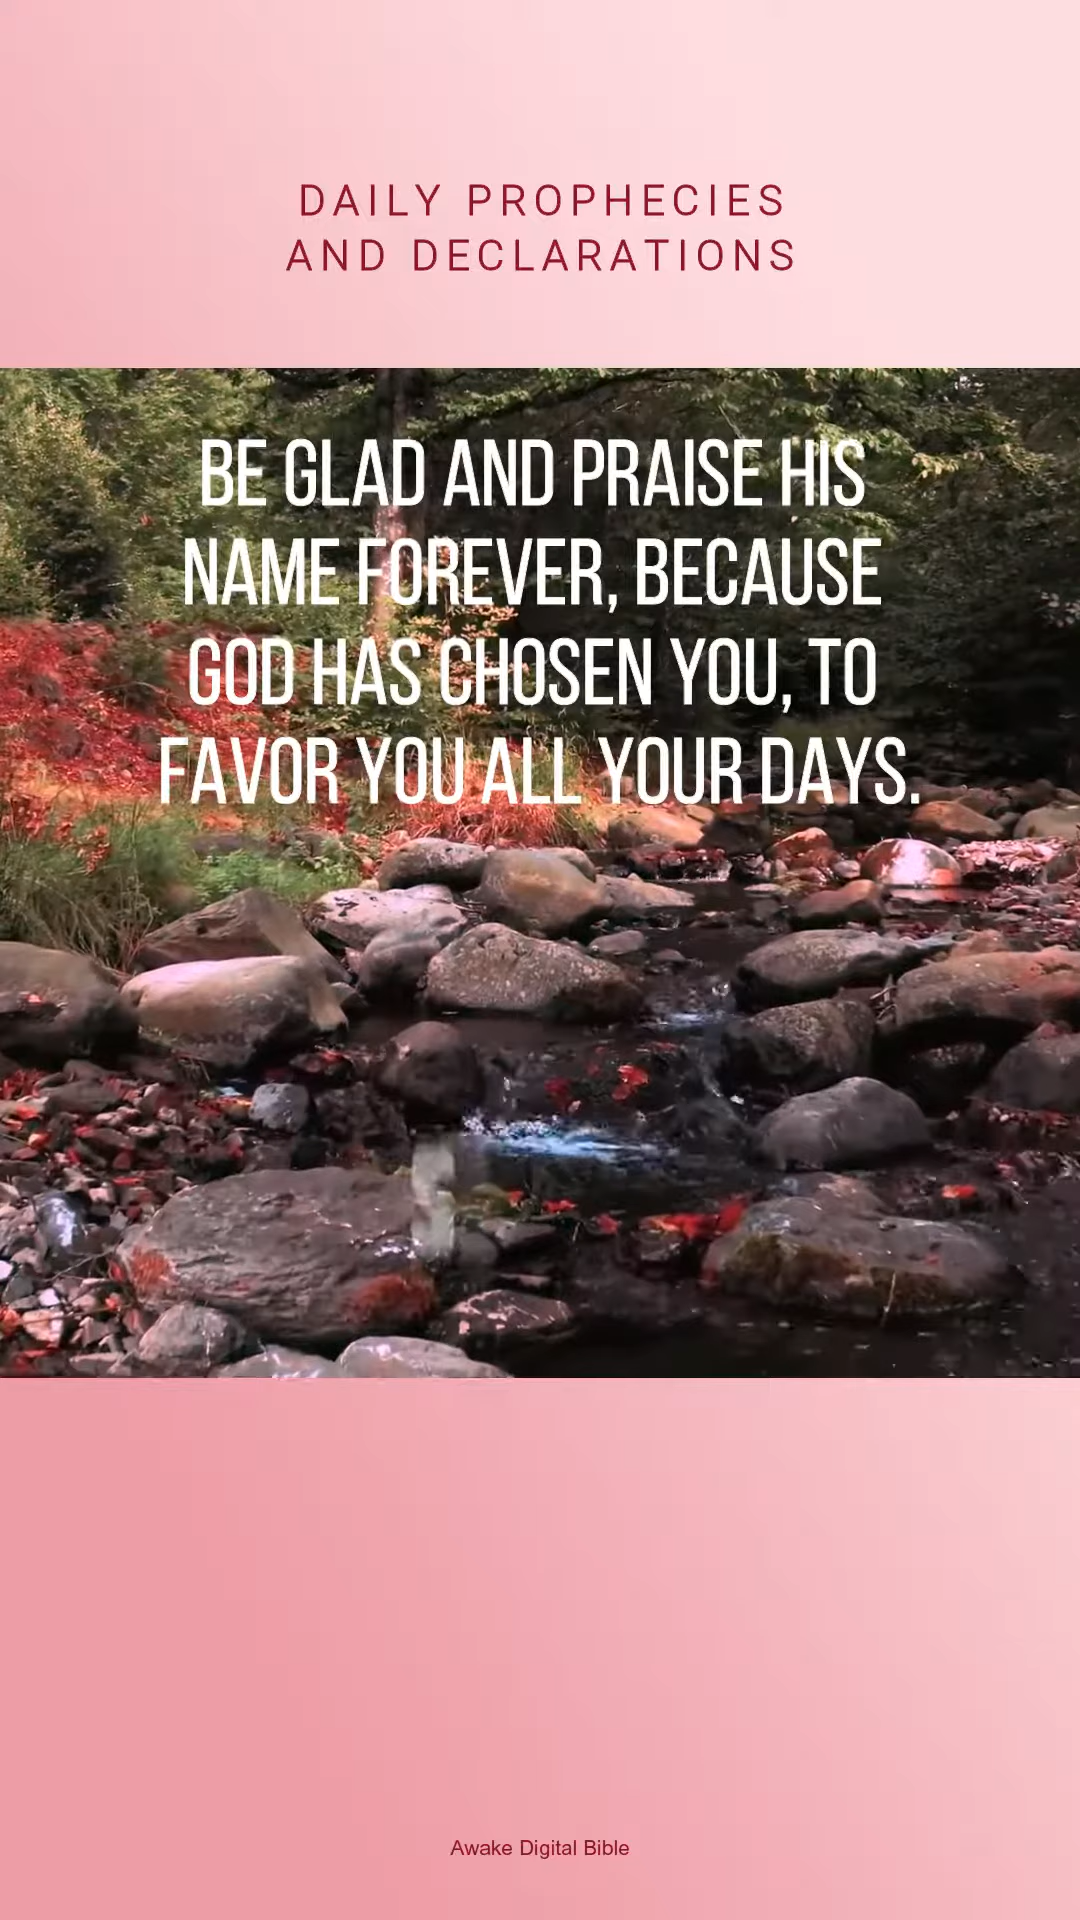 DAILY PROPHECIES
AND DECLARATIONS
BE GLAD AND PRAISE HIS
NAME FOREVER, BECAUSE
GOD HAS CHOSEN YOU, TO
FAVOR YOU ALL YOUR DAYS.
Awake Digital Bible